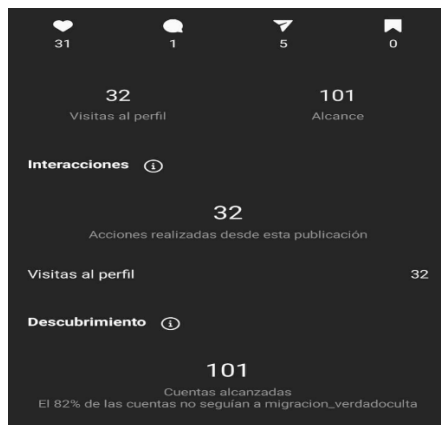 31 1 5 0
32 101
Visitas al perfil Alcance
Interacciones
32
Acciones realizadas desde esta publicación
Visitas al perfil 32
Descubrimiento
101
Cuentas alcanzadas
El 82% de las cuentas no seguían a migracion_verdadoculta